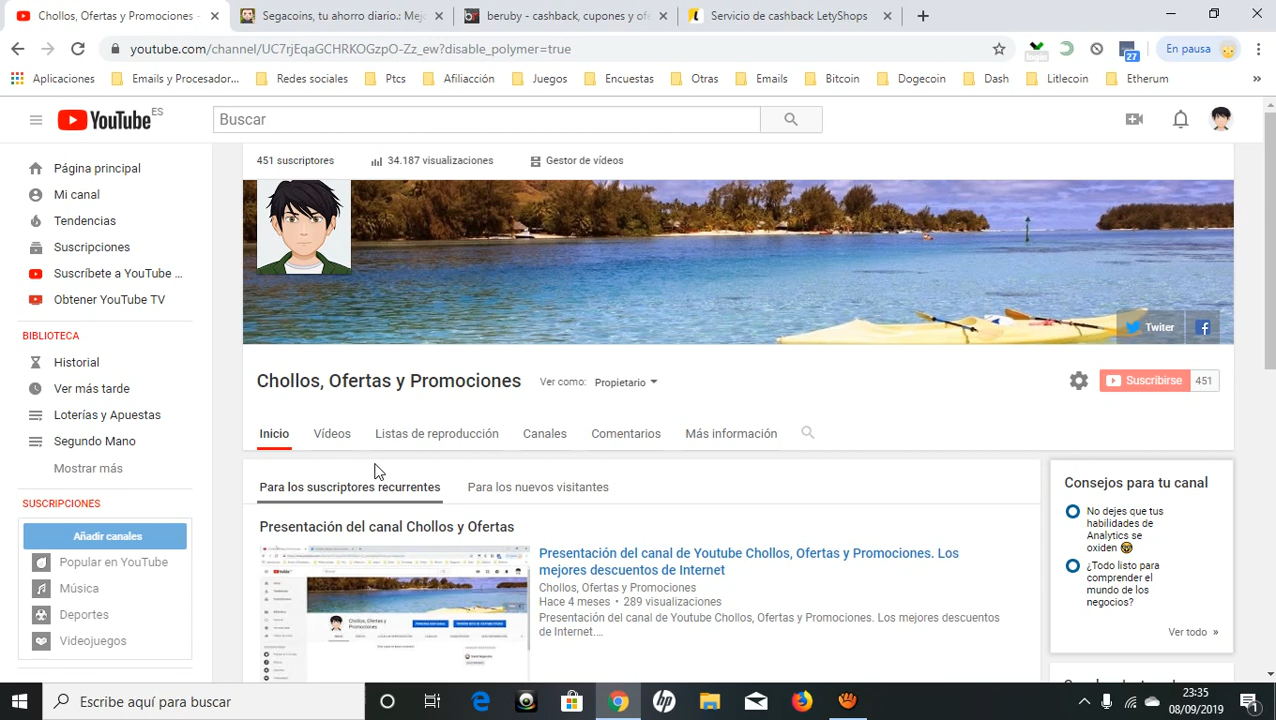 Chollos, Ofertas y Promociones -
Segacoins, tu ahorro diario.: Mej
beruby - cashback, cupones y ofe
Servicio de cashback LetyShops
youtube.com/channel/UC7rjEqaGCHRKOGzpO-Zz_ew?disable_polymer=true
27
En pausa
Aplicaciones
Emails y Procesador...
Redes sociales
Ptcs
Afiliacción
Juegos
Encuestas
Otros
Emails
Bitcoin
Dogecoin
Dash
Litlecoin
Etherum
»
YouTube ES
Buscar
Página principal
Mi canal
Tendencias
Suscripciones
Suscríbete a YouTube ...
Obtener YouTube TV
BIBLIOTECA
Historial
Ver más tarde
Loterías y Apuestas
Segundo Mano
Mostrar más
SUSCRIPCIONES
Añadir canales
Popular en YouTube
Música
Deportes
Videojuegos
451 suscriptores
34.187 visualizaciones
Gestor de vídeos
Twiter
Chollos, Ofertas y Promociones
Ver como: Propietario
Suscribirse 451
Inicio
Vídeos
Listas de reproducción
Canales
Comentarios
Más información
Para los suscriptores recurrentes
Para los nuevos visitantes
Presentación del canal Chollos y Ofertas
Presentación del canal de Youtube Chollos, Ofertas y Promociones. Los
mejores descuentos de Internet
Chollos, Ofertas y Promociones
Hace 4 meses • 289 visualizaciones
Presentación del canal de Youtube Chollos, Ofertas y Promociones.Los mejores descuentos
de Internet....
Consejos para tu canal
No dejes que tus
habilidades de
Analytics se
oxiden
¿Todo listo para
comprender el
mundo de los
negocios?
ver todo »
Escribe aquí para buscar
23:35
08/09/2019
1